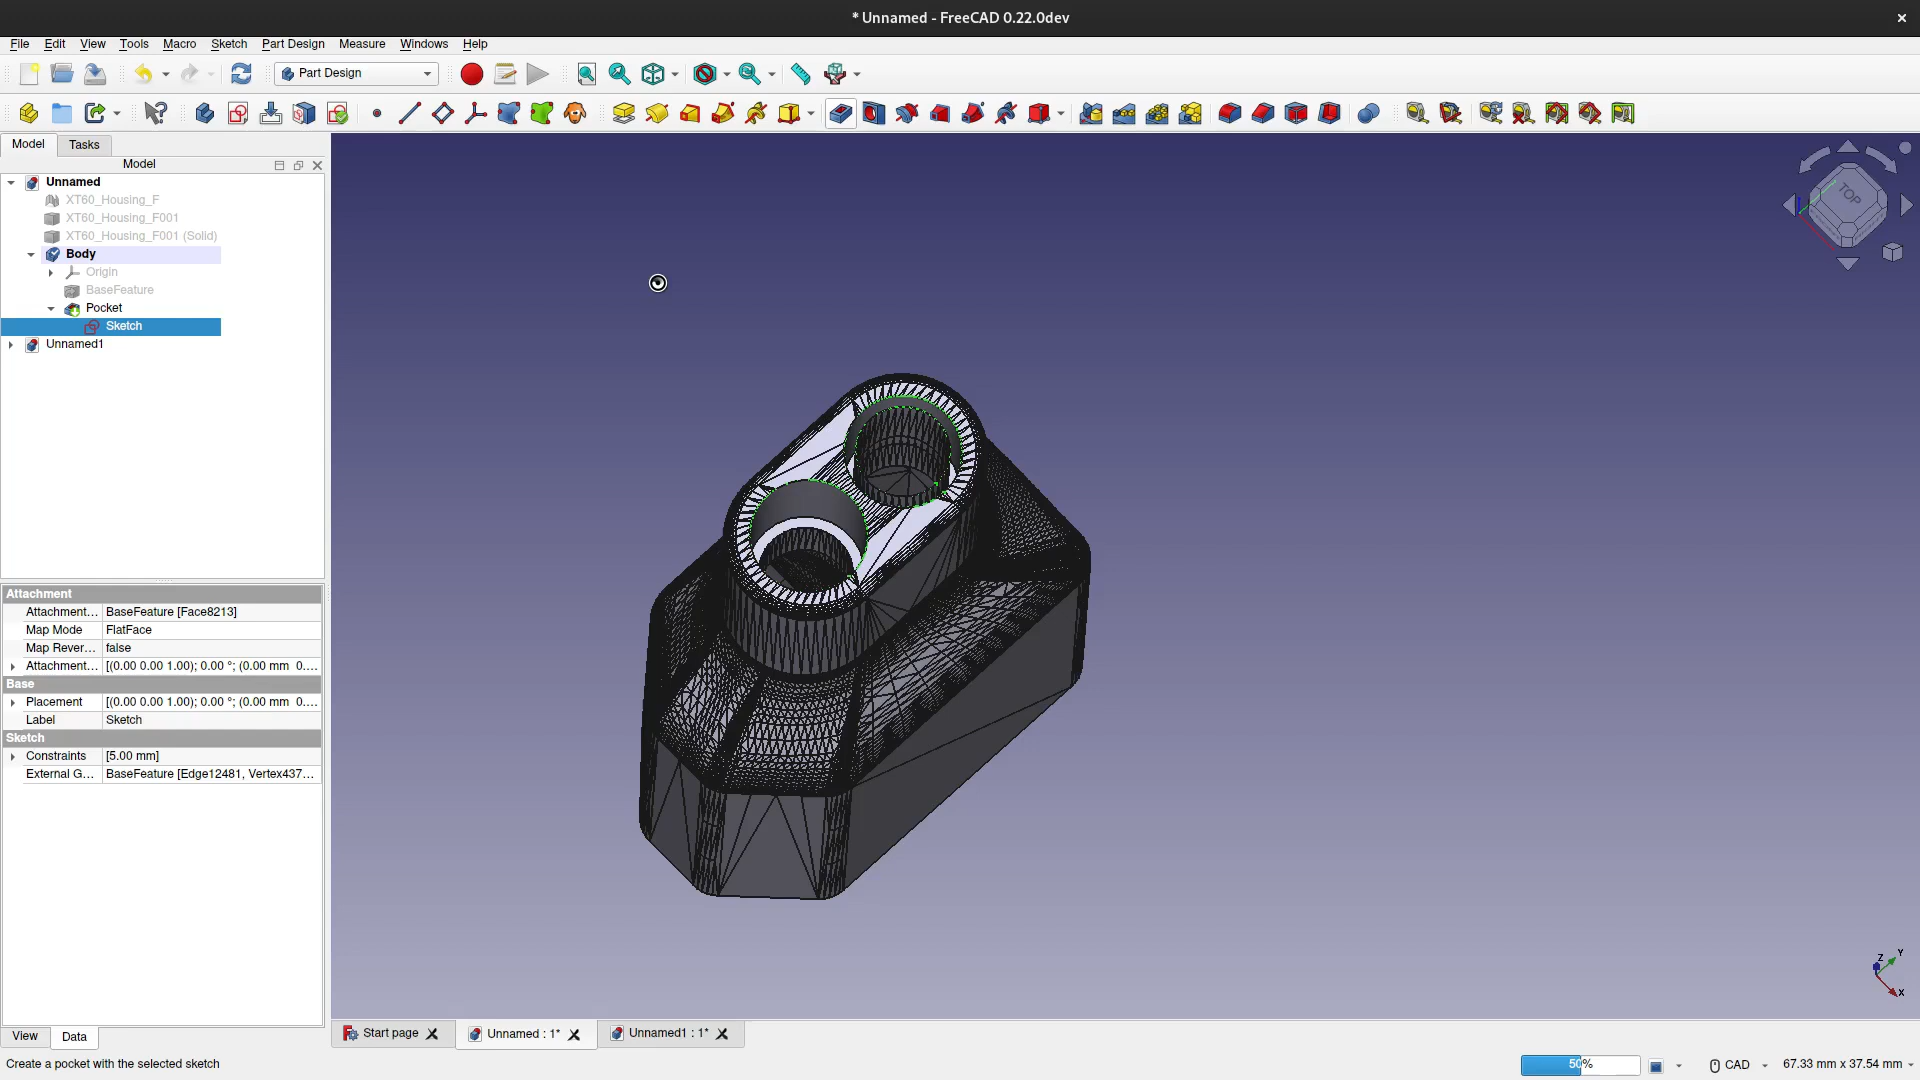 * Unnamed - FreeCAD 0.22.0dev
File Edit View Tools Macro Sketch Part Design Measure Windows Help
Part Design
Model Tasks
Model
Unnamed
XT60_Housing_F
XT60_Housing_F001
XT60_Housing_F001 (Solid)
Body
Origin
BaseFeature
Pocket
Sketch
Unnamed1
TOP
Attachment
Attachment... BaseFeature [Face8213]
Map Mode FlatFace
Map Rever... false
Attachment... [(0.00 0.00 1.00); 0.00 °; (0.00 mm 0....
Base
Placement [(0.00 0.00 1.00); 0.00 °; (0.00 mm 0....
Label Sketch
Sketch
Constraints [5.00 mm]
External G... BaseFeature [Edge12481, Vertex437...
Z Y
X
View Data
Start page Unnamed : 1* Unnamed1 : 1*
Create a pocket with the selected sketch 50% CAD 67.33 mm x 37.54 mm